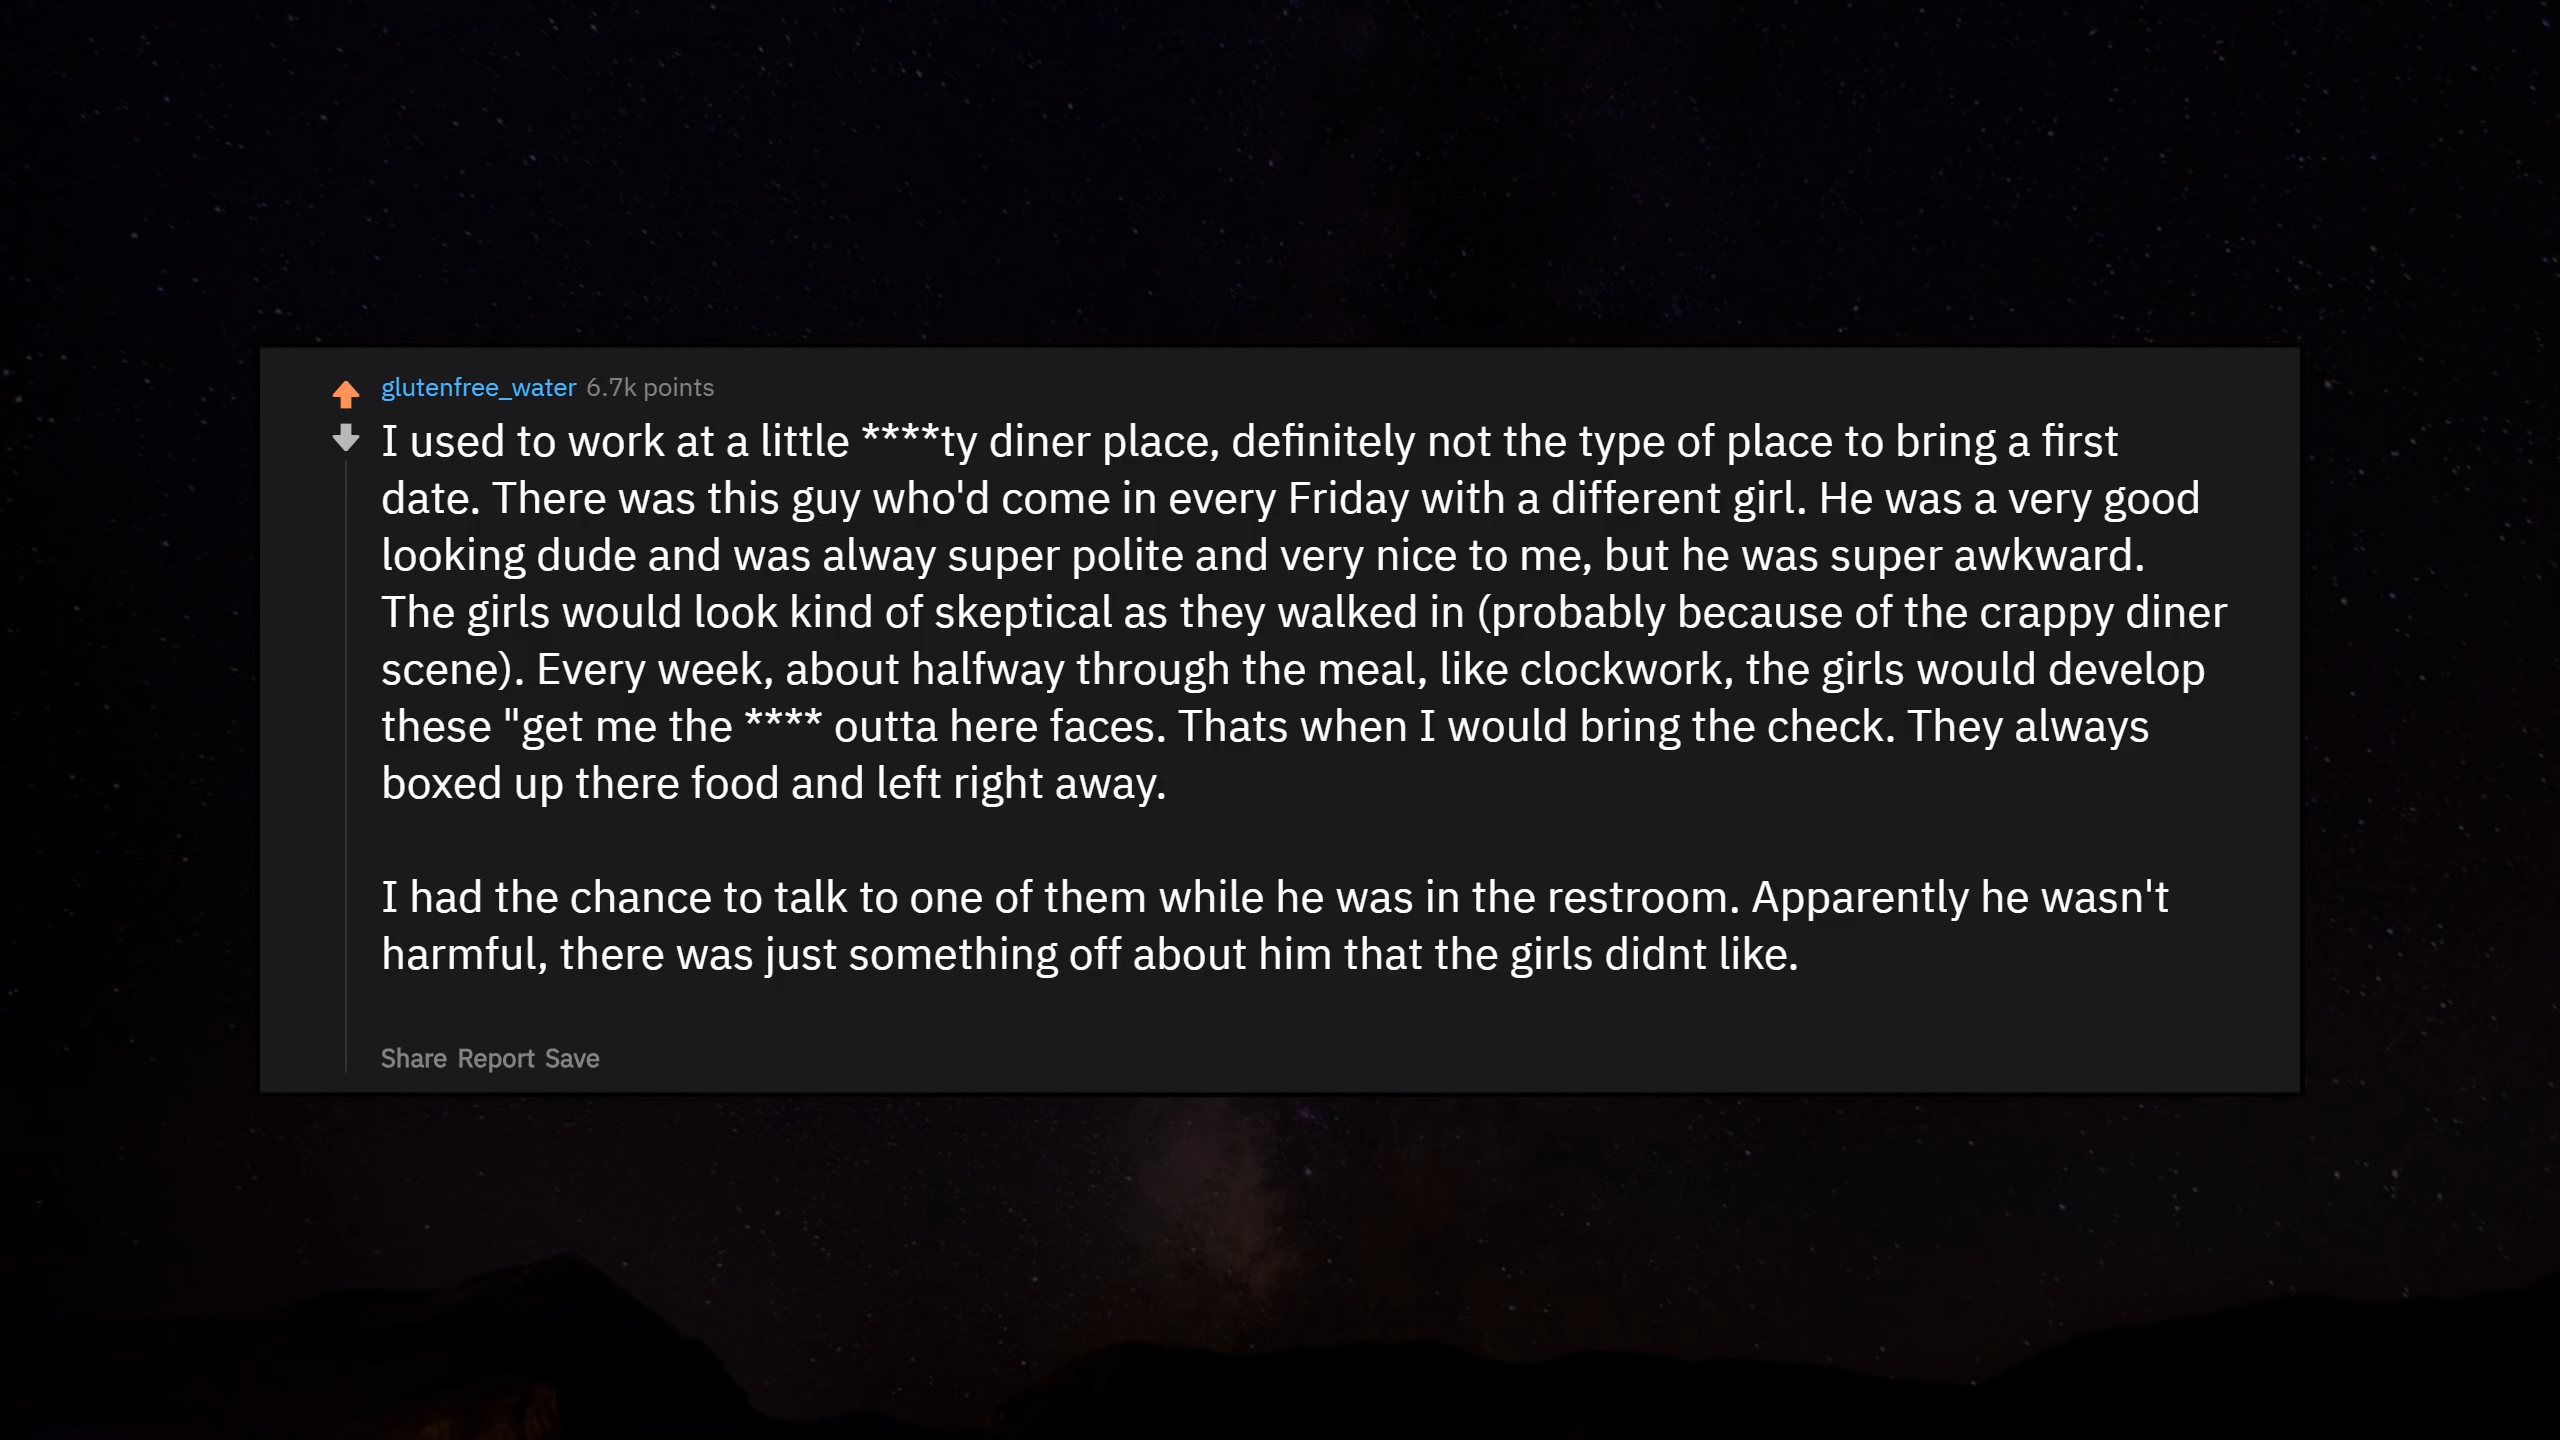 glutenfree_water 6.7k points
I used to work at a little ****ty diner place, definitely not the type of place to bring a first
date. There was this guy who'd come in every Friday with a different girl. He was a very good
looking dude and was alway super polite and very nice to me, but he was super awkward.
The girls would look kind of skeptical as they walked in (probably because of the crappy diner
scene). Every week, about halfway through the meal, like clockwork, the girls would develop
these "get me the **** outta here faces. Thats when I would bring the check. They always
boxed up there food and left right away.
I had the chance to talk to one of them while he was in the restroom. Apparently he wasn't
harmful, there was just something off about him that the girls didnt like.
Share Report Save